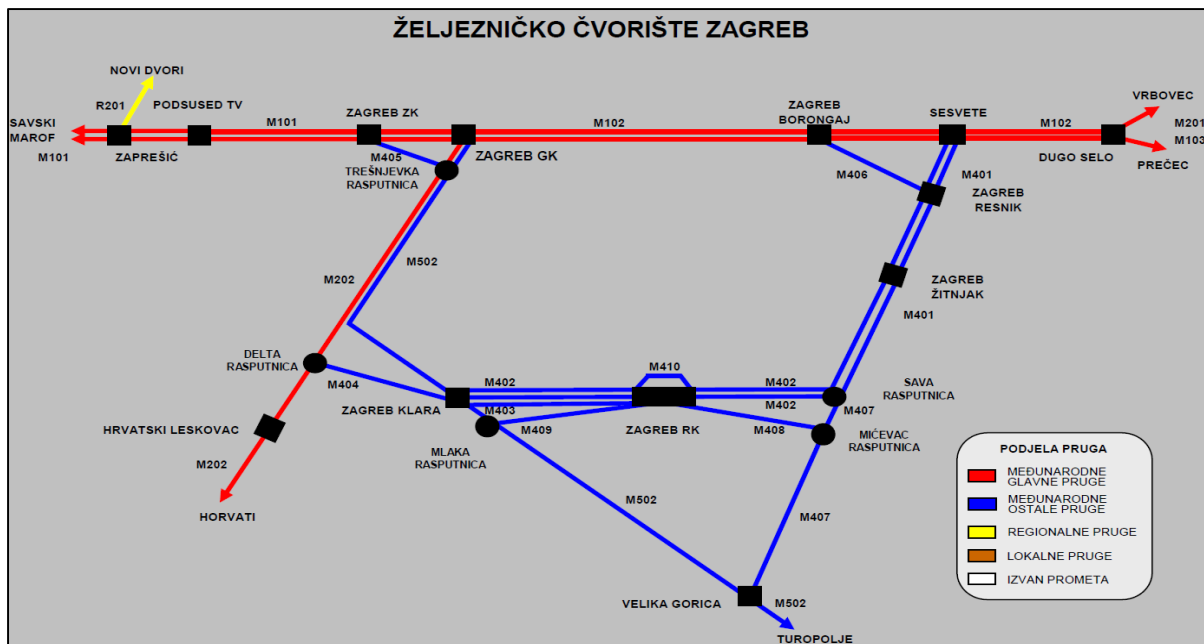 ŽELJEZNIČKO ČVORIŠTE ZAGREB
NOVI DVORI
R201
PODSUSED TV
SAVSKI
MAROF
M101
ZAPREŠIĆ
M101
ZAGREB ZK
M405
TREŠNJEVKA
RASPUTNICA
ZAGREB GK
M102
ZAGREB
BORONGAJ
SESVETE
M102
VRBOVEC
M201
M103
DUGO SELO
PREČEC
M406
M401
ZAGREB
RESNIK
ZAGREB
ŽITNJAK
M401
M502
M202
DELTA
RASPUTNICA
M404
M402
M410
M402
SAVA
RASPUTNICA
ZAGREB KLARA
M403
M402
M407
HRVATSKI LESKOVAC
M409
ZAGREB RK
M408
MIĆEVAC
RASPUTNICA
MLAKA
RASPUTNICA
M202
HORVATI
M502
M407
VELIKA GORICA
M502
TUROPOLJE
PODJELA PRUGA
MEĐUNARODNE
GLAVNE PRUGE
MEĐUNARODNE
OSTALE PRUGE
REGIONALNE PRUGE
LOKALNE PRUGE
IZVAN PROMETA